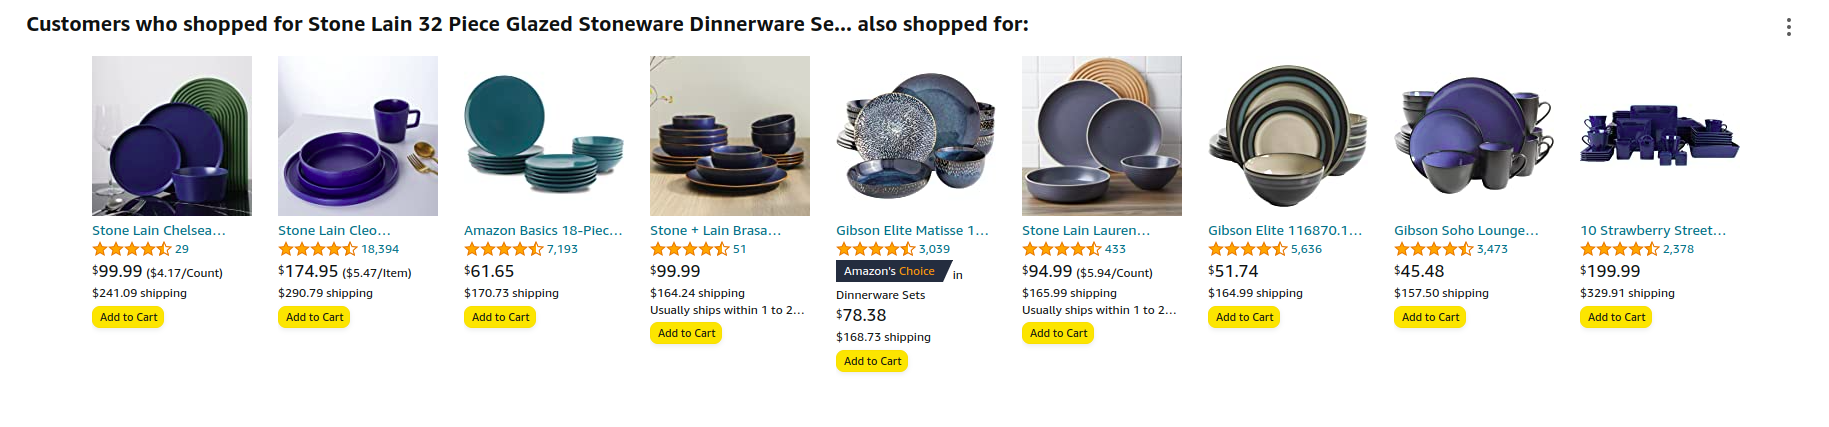 Customers who shopped for Stone Lain 32 Piece Glazed Stoneware Dinnerware Se... also shopped for:
Stone Lain Chelsea...
29
$99.99 ($4.17/Count)
$241.09 shipping
Add to Cart
Stone Lain Cleo...
18,394
$174.95 ($5.47/Item)
$290.79 shipping
Add to Cart
Amazon Basics 18-Piec...
7,193
$61.65
$170.73 shipping
Add to Cart
Stone + Lain Brasa...
51
$99.99
$164.24 shipping
Usually ships within 1 to 2...
Add to Cart
Gibson Elite Matisse 1...
3,039
Amazon's Choice in
Dinnerware Sets
$78.38
$168.73 shipping
Add to Cart
Stone Lain Lauren...
433
$94.99 ($5.94/Count)
$165.99 shipping
Usually ships within 1 to 2...
Add to Cart
Gibson Elite 116870.1...
5,636
$51.74
$164.99 shipping
Add to Cart
Gibson Soho Lounge...
3,473
$45.48
$157.50 shipping
Add to Cart
10 Strawberry Street...
2,378
$199.99
$329.91 shipping
Add to Cart